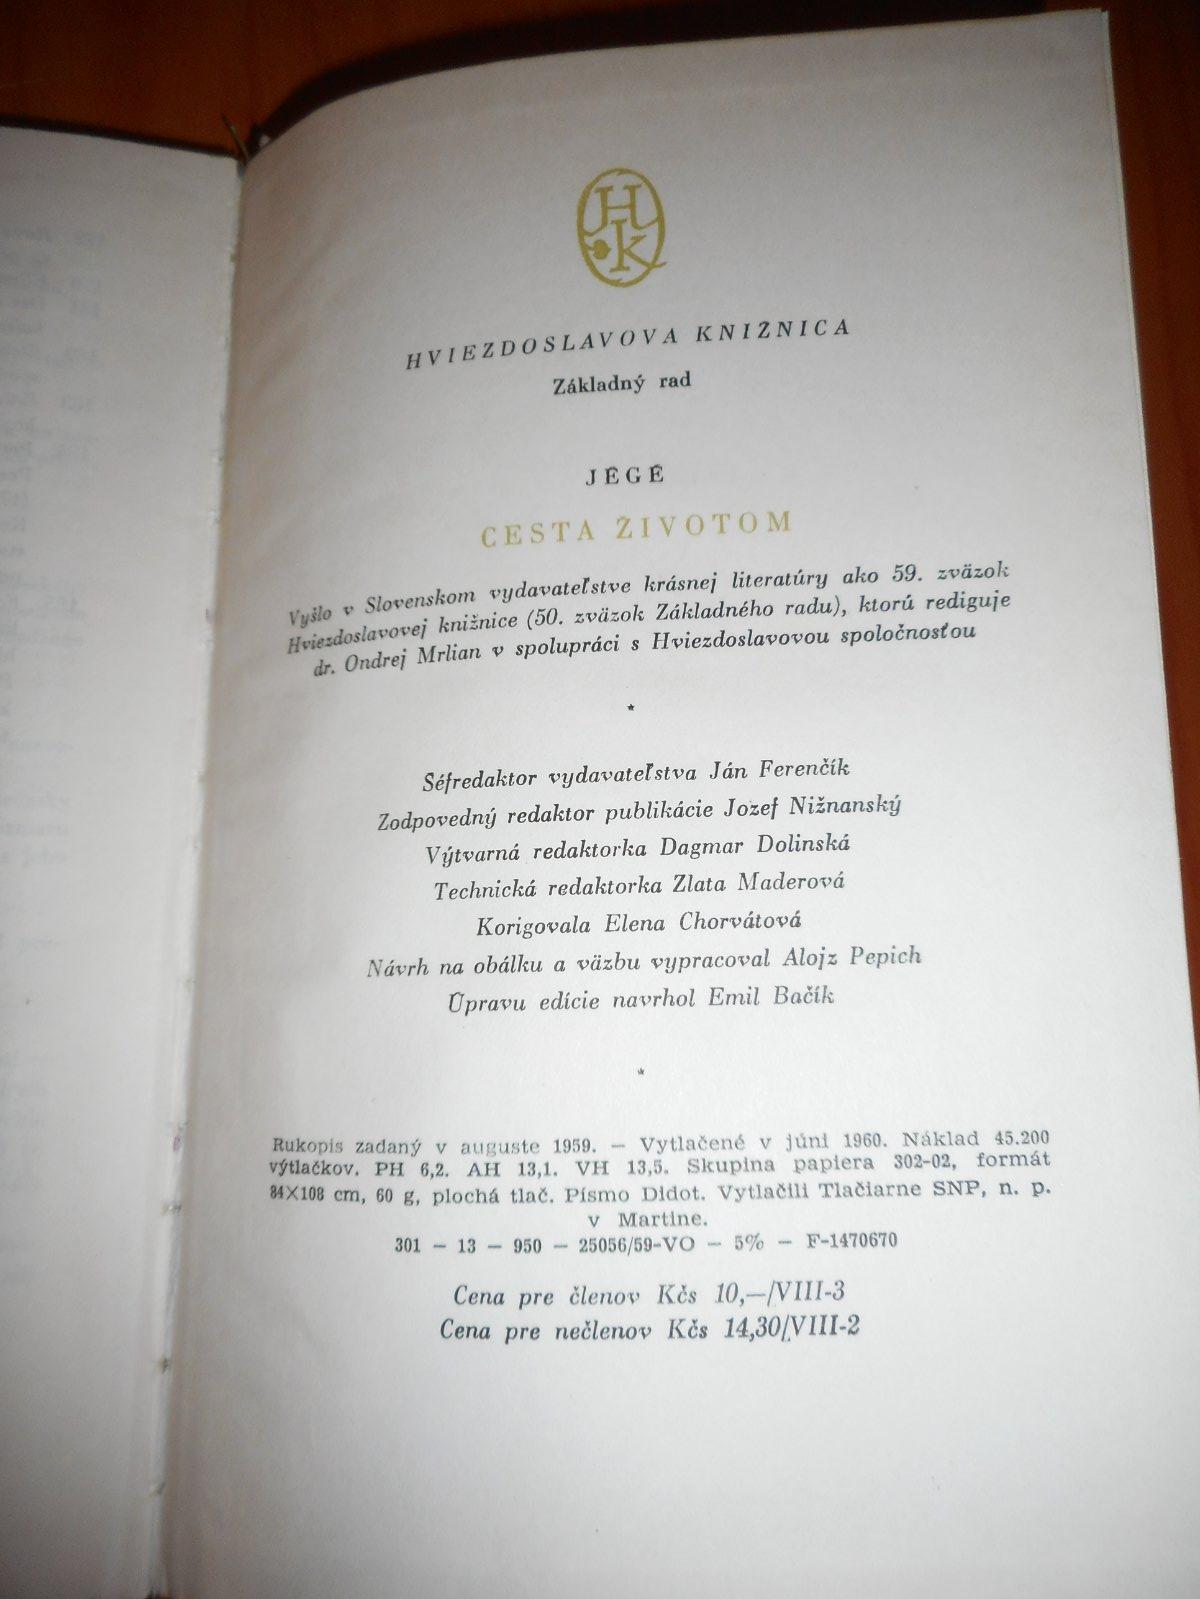 HK
HVIEZDOSLAVOVA KNIŽNICA
Základný rad
JÉGÉ
CESTA ŽIVOTOM
Vyšlo v Slovenskom vydavateľstve krásnej literatúry ako 59. zväzok
Hviezdoslavovej knižnice (50. zväzok Základného radu), ktorú rediguje
dr. Ondrej Mrlian v spolupráci s Hviezdoslavovou spoločnosťou
*
Šéfredaktor vydavateľstva Ján Ferenčík
Zodpovedný redaktor publikácie Jozef Nižnanský
Výtvarná redaktorka Dagmar Dolinská
Technická redaktorka Zlata Maderová
Korigovala Elena Chorvátová
Návrh na obálku a väzbu vypracoval Alojz Pepich
Úpravu edície navrhol Emil Bačík
*
Rukopis zadaný v auguste 1959. — Vytlačené v júni 1960. Náklad 45.200
výtlačkov. PH 6,2. AH 13,1. VH 13,5. Skupina papiera 302-02, formát
84×108 cm, 60 g, plochá tlač. Písmo Didot. Vytlačili Tlačiarne SNP, n. p.
v Martine.
301 — 13 — 950 — 25056/59-VO — 5% — F-1470670
Cena pre členov Kčs 10,—/VIII-3
Cena pre nečlenov Kčs 14,30/VIII-2